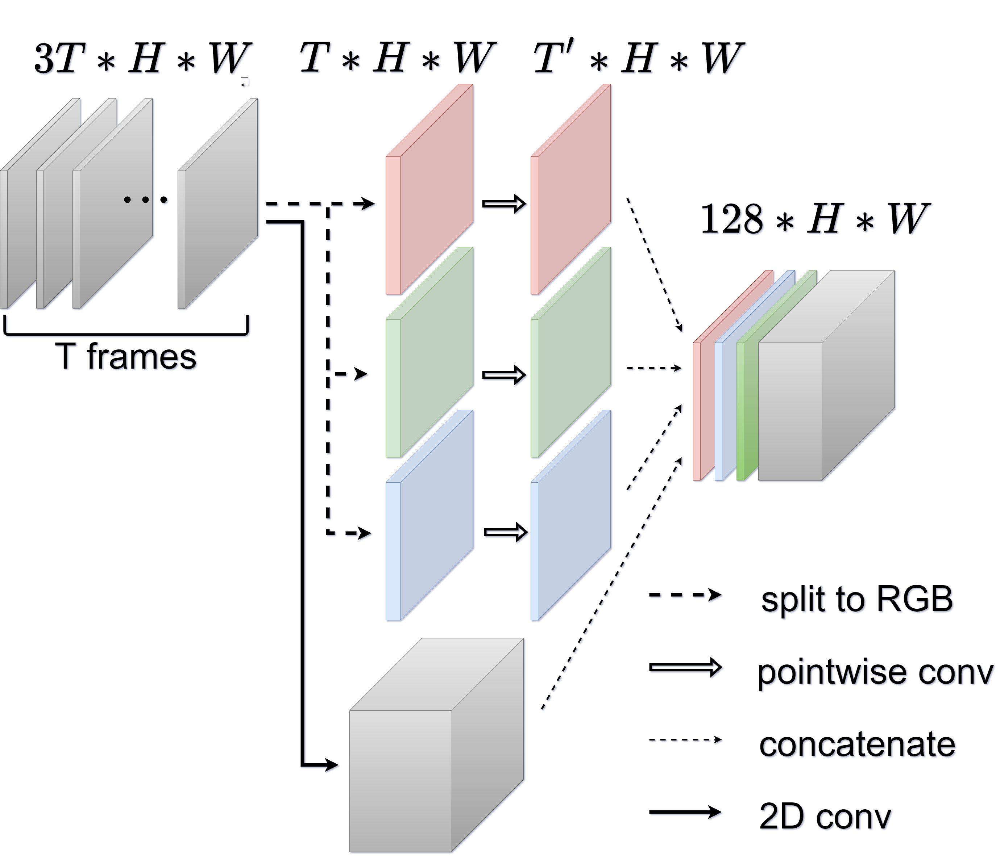 3T * H * W
T * H * W
T′ * H * W
128 * H * W
T frames
split to RGB
pointwise conv
concatenate
2D conv